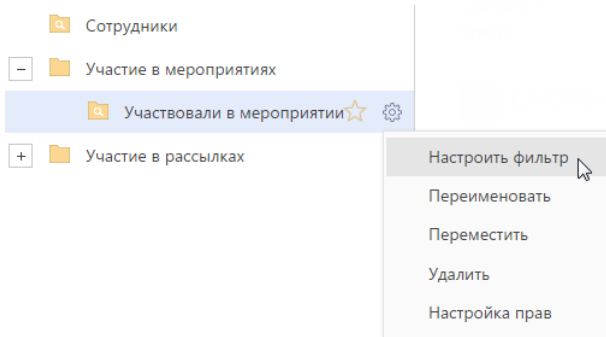 Сотрудники
Участие в мероприятиях
Участвовали в мероприятии
Участие в рассылках
Настроить фильтр
Переименовать
Переместить
Удалить
Настройка прав